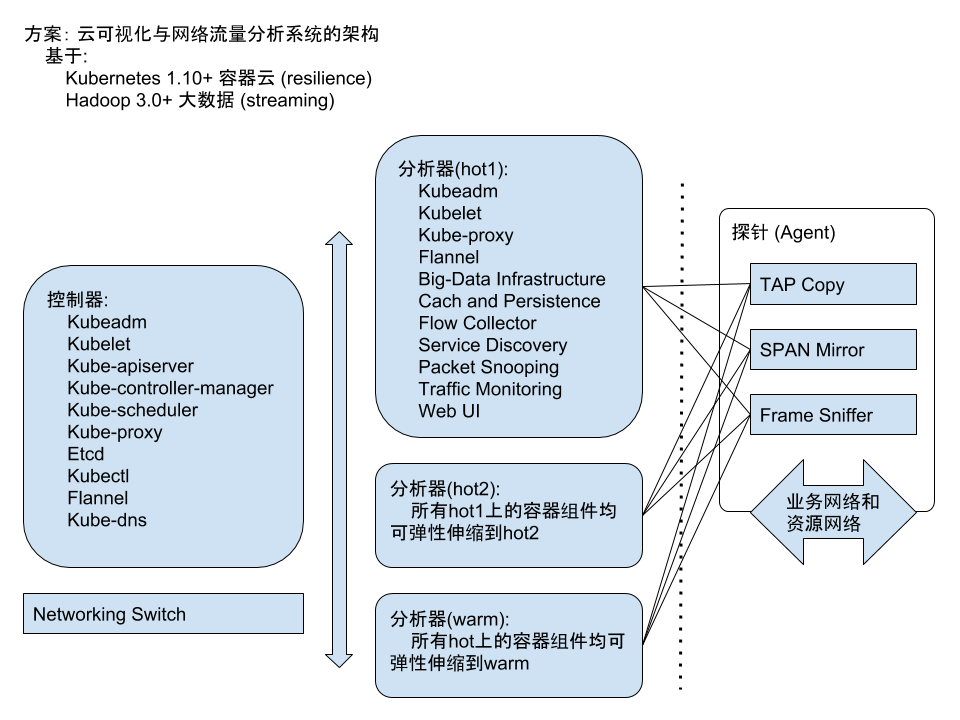 方案: 云可视化与网络流量分析系统的架构
基于:
Kubernetes 1.10+ 容器云 (resilience)
Hadoop 3.0+ 大数据 (streaming)
控制器:
Kubeadm
Kubelet
Kube-apiserver
Kube-controller-manager
Kube-scheduler
Kube-proxy
Etcd
Kubectl
Flannel
Kube-dns
Networking Switch
分析器(hot1):
Kubeadm
Kubelet
Kube-proxy
Flannel
Big-Data Infrastructure
Cach and Persistence
Flow Collector
Service Discovery
Packet Snooping
Traffic Monitoring
Web UI
分析器(hot2):
所有hot1上的容器组件均
可弹性伸缩到hot2
分析器(warm):
所有hot上的容器组件均可
弹性伸缩到warm
探针 (Agent)
TAP Copy
SPAN Mirror
Frame Sniffer
业务网络和
资源网络